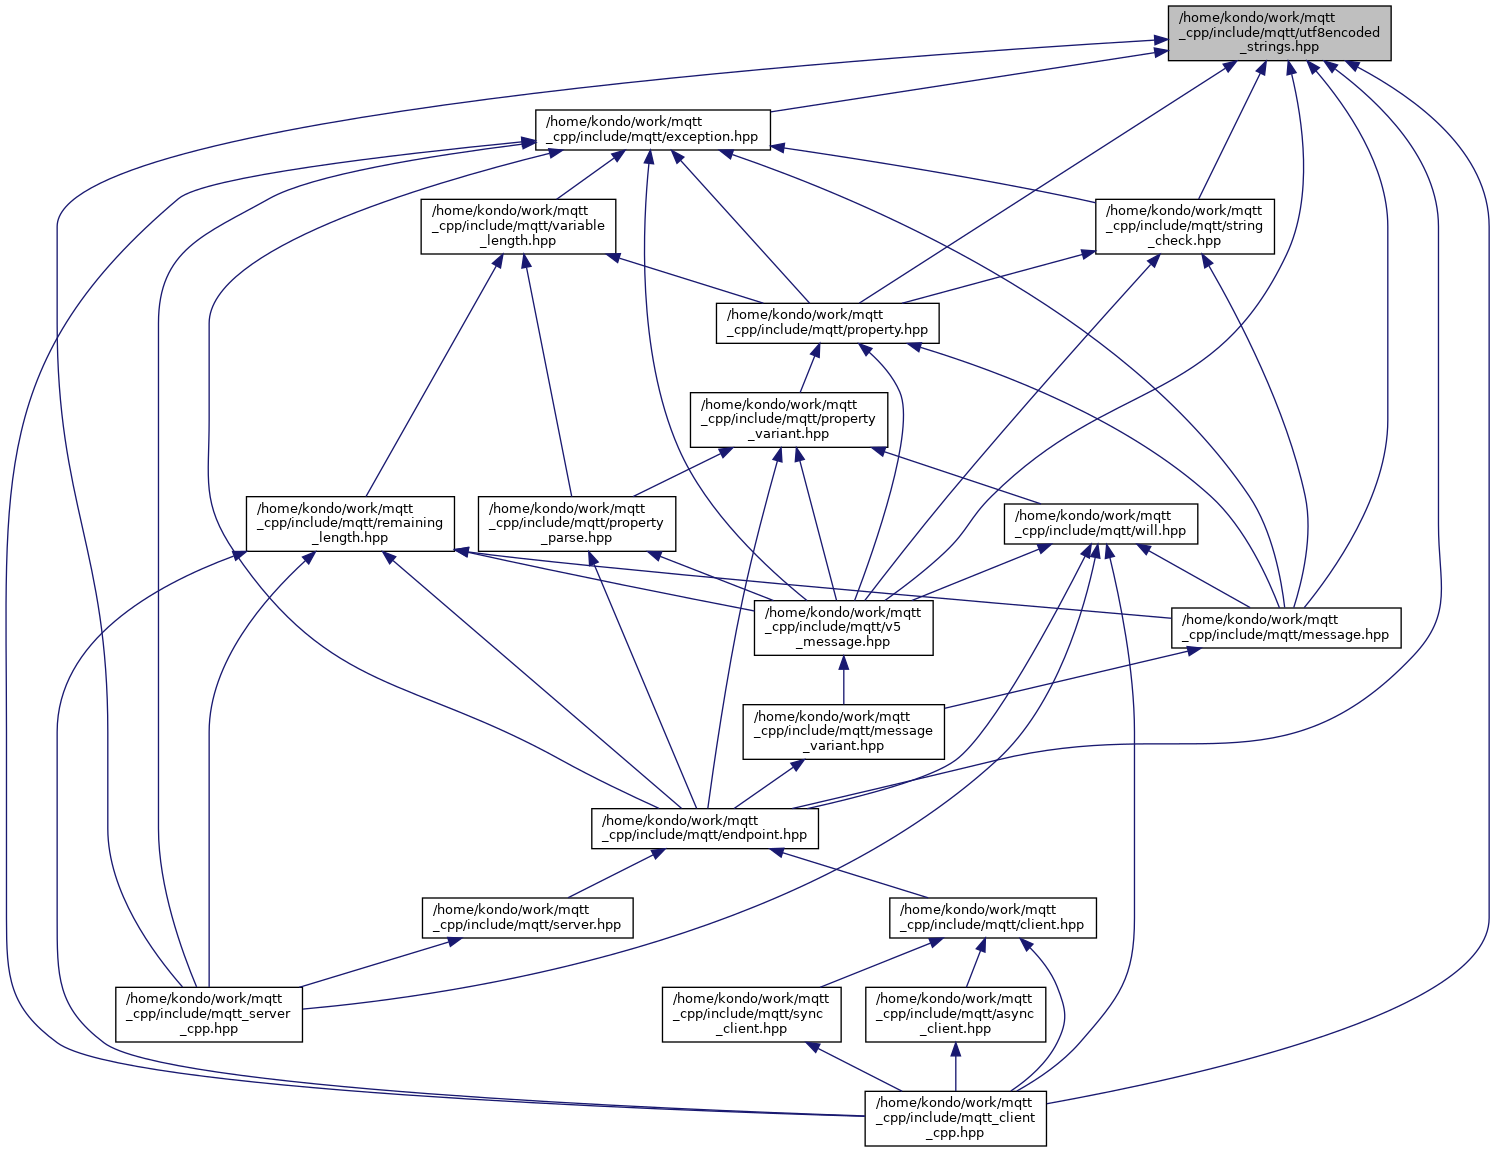 /home/kondo/work/mqtt
_cpp/include/mqtt/utf8encoded
_strings.hpp
/home/kondo/work/mqtt
_cpp/include/mqtt/exception.hpp
/home/kondo/work/mqtt
_cpp/include/mqtt/variable
_length.hpp
/home/kondo/work/mqtt
_cpp/include/mqtt/string
_check.hpp
/home/kondo/work/mqtt
_cpp/include/mqtt/property.hpp
/home/kondo/work/mqtt
_cpp/include/mqtt/property
_variant.hpp
/home/kondo/work/mqtt
_cpp/include/mqtt/remaining
_length.hpp
/home/kondo/work/mqtt
_cpp/include/mqtt/property
_parse.hpp
/home/kondo/work/mqtt
_cpp/include/mqtt/will.hpp
/home/kondo/work/mqtt
_cpp/include/mqtt/v5
_message.hpp
/home/kondo/work/mqtt
_cpp/include/mqtt/message.hpp
/home/kondo/work/mqtt
_cpp/include/mqtt/message
_variant.hpp
/home/kondo/work/mqtt
_cpp/include/mqtt/endpoint.hpp
/home/kondo/work/mqtt
_cpp/include/mqtt/server.hpp
/home/kondo/work/mqtt
_cpp/include/mqtt/client.hpp
/home/kondo/work/mqtt
_cpp/include/mqtt_server
_cpp.hpp
/home/kondo/work/mqtt
_cpp/include/mqtt/sync
_client.hpp
/home/kondo/work/mqtt
_cpp/include/mqtt/async
_client.hpp
/home/kondo/work/mqtt
_cpp/include/mqtt_client
_cpp.hpp